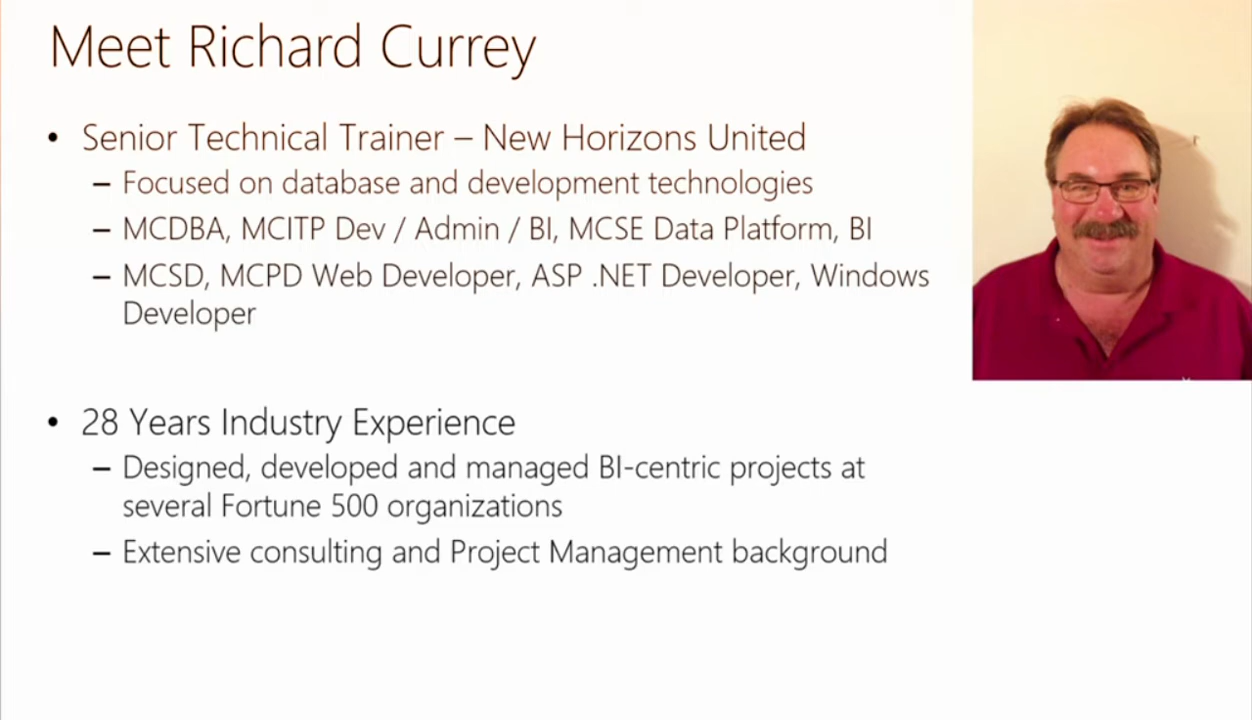 Meet Richard Currey
• Senior Technical Trainer – New Horizons United
– Focused on database and development technologies
– MCDBA, MCITP Dev / Admin / BI, MCSE Data Platform, BI
– MCSD, MCPD Web Developer, ASP .NET Developer, Windows
Developer
• 28 Years Industry Experience
– Designed, developed and managed BI-centric projects at
several Fortune 500 organizations
– Extensive consulting and Project Management background